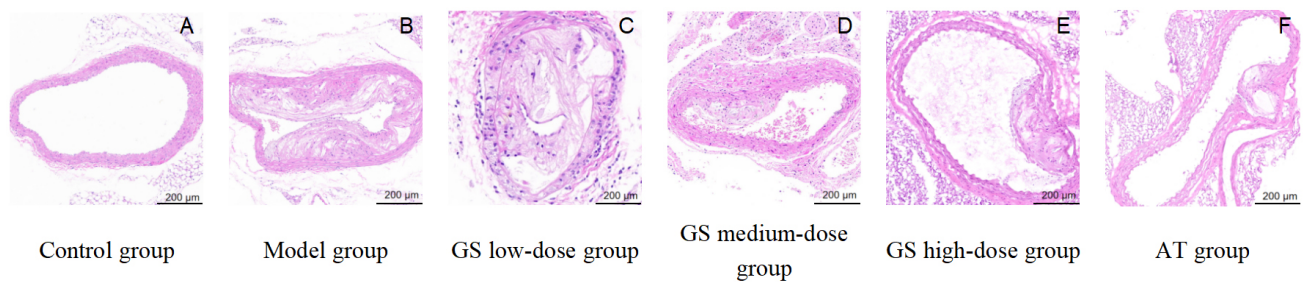 A
B
C
D
E
F
200 μm
200 μm
200 μm
200 μm
200 μm
200 μm
Control group
Model group
GS low-dose group
GS medium-dose
group
GS high-dose group
AT group